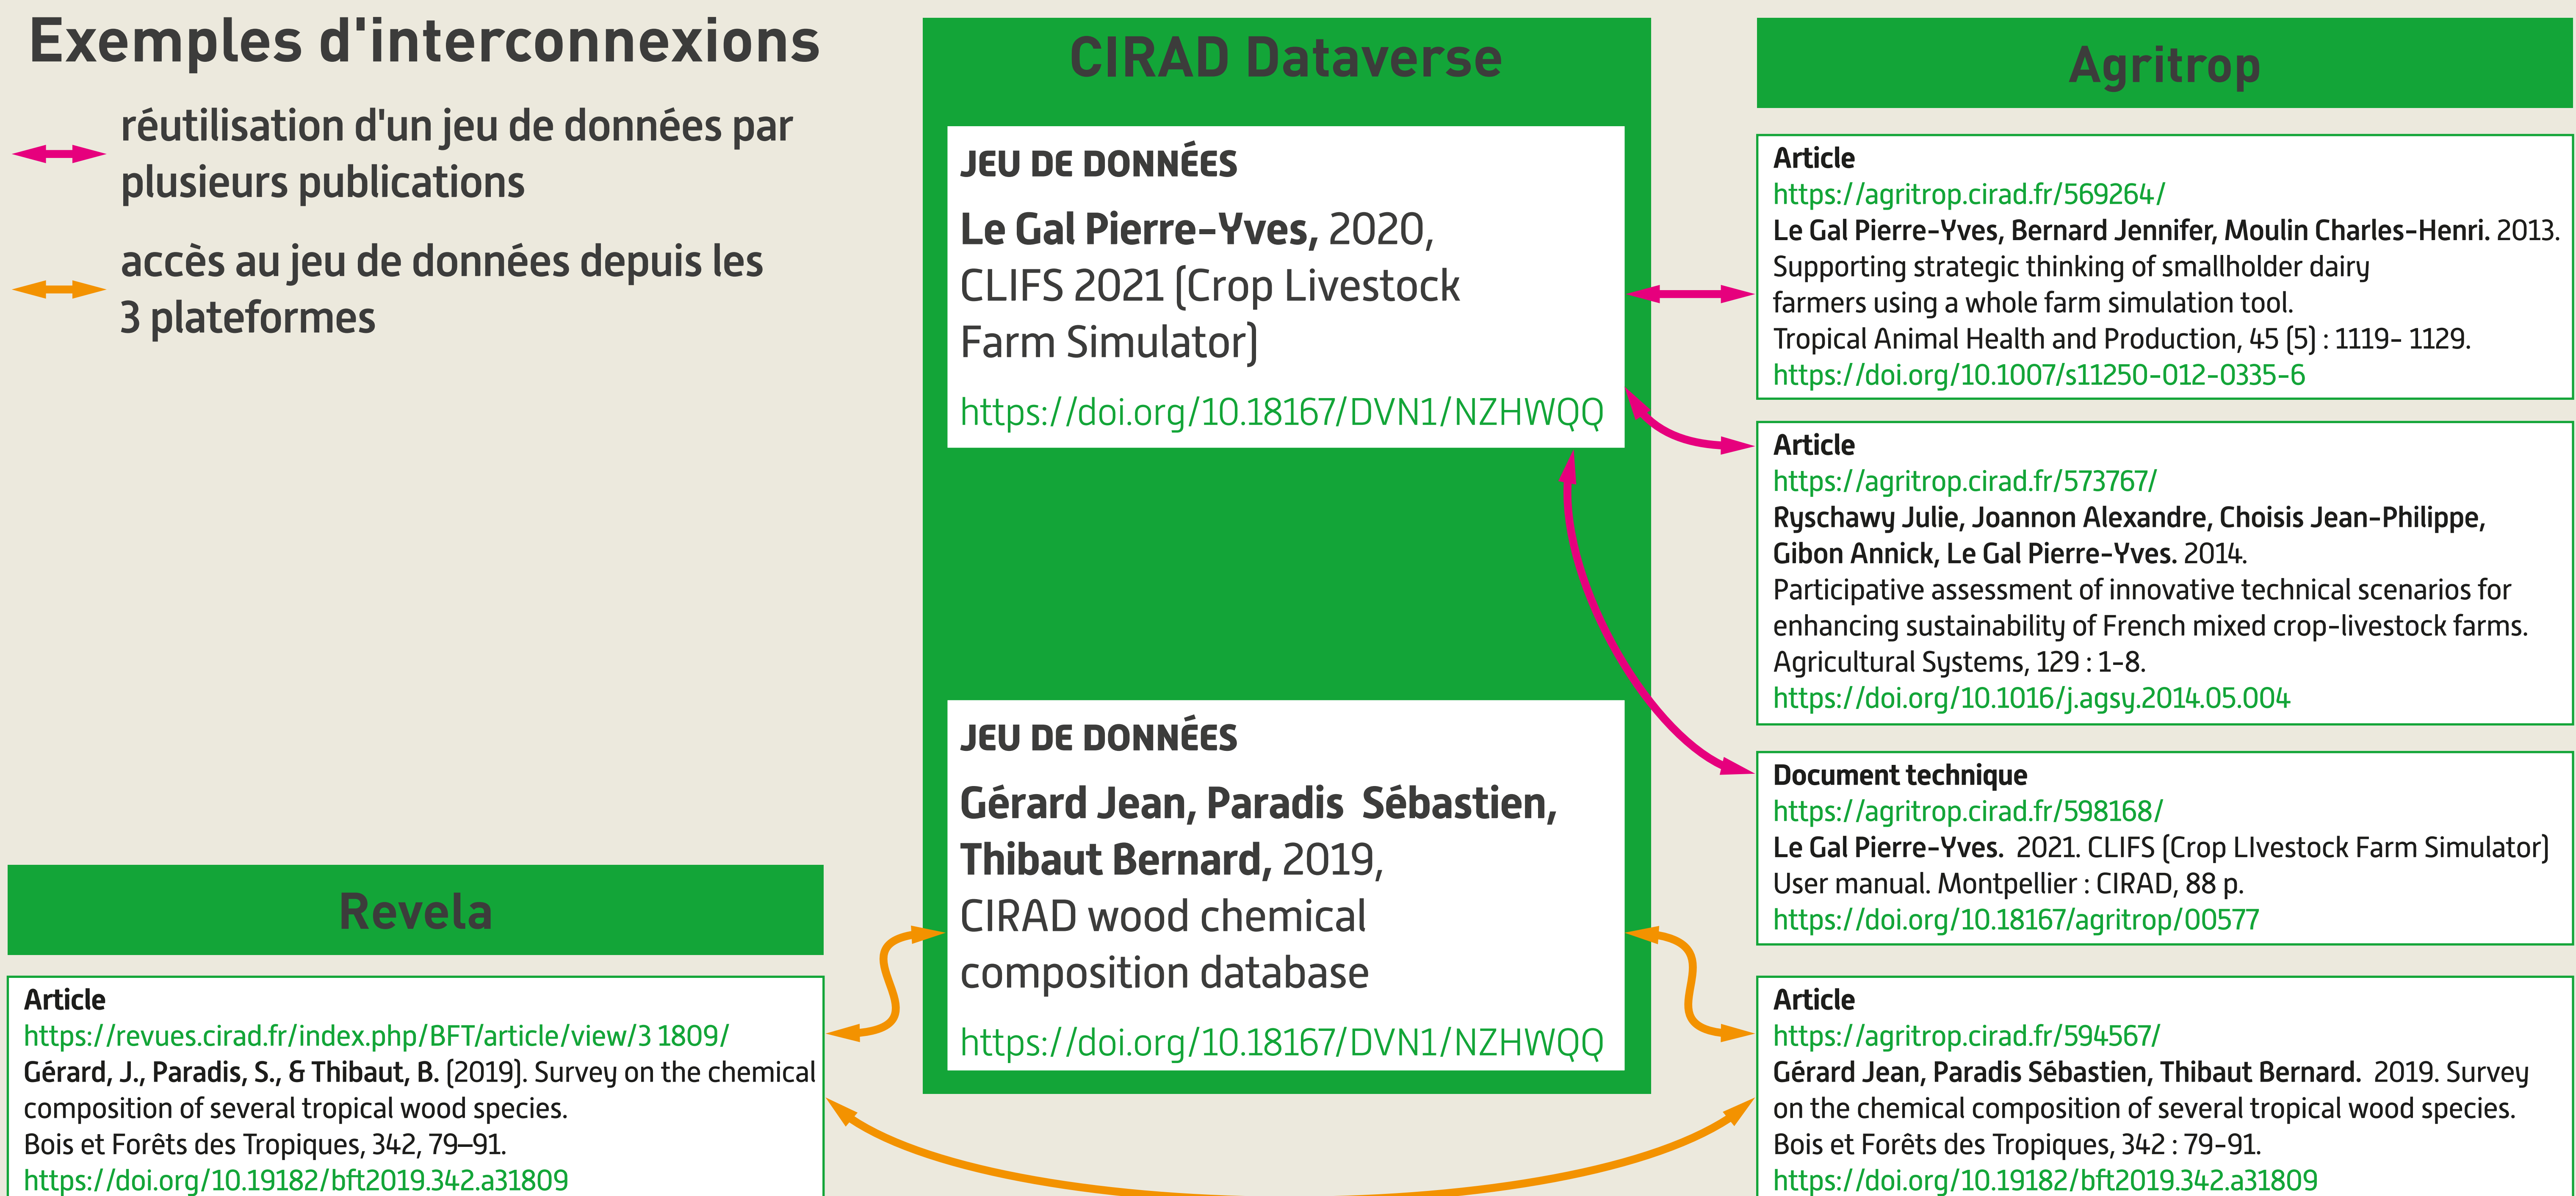 Exemples d'interconnexions
réutilisation d'un jeu de données par
plusieurs publications
accès au jeu de données depuis les
3 plateformes
CIRAD Dataverse
JEU DE DONNÉES
Le Gal Pierre-Yves, 2020,
CLIFS 2021 (Crop Livestock
Farm Simulator)
https://doi.org/10.18167/DVN1/NZHWQQ
JEU DE DONNÉES
Gérard Jean, Paradis Sébastien,
Thibaut Bernard, 2019,
CIRAD wood chemical
composition database
https://doi.org/10.18167/DVN1/NZHWQQ
Agritrop
Article
https://agritrop.cirad.fr/569264/
Le Gal Pierre-Yves, Bernard Jennifer, Moulin Charles-Henri. 2013.
Supporting strategic thinking of smallholder dairy
farmers using a whole farm simulation tool.
Tropical Animal Health and Production, 45 (5) : 1119- 1129.
https://doi.org/10.1007/s11250-012-0335-6
Article
https://agritrop.cirad.fr/573767/
Ryschawy Julie, Joannon Alexandre, Choisis Jean-Philippe,
Gibon Annick, Le Gal Pierre-Yves. 2014.
Participative assessment of innovative technical scenarios for
enhancing sustainability of French mixed crop-livestock farms.
Agricultural Systems, 129 : 1-8.
https://doi.org/10.1016/j.agsy.2014.05.004
Document technique
https://agritrop.cirad.fr/598168/
Le Gal Pierre-Yves. 2021. CLIFS (Crop LIvestock Farm Simulator)
User manual. Montpellier : CIRAD, 88 p.
https://doi.org/10.18167/agritrop/00577
Article
https://agritrop.cirad.fr/594567/
Gérard Jean, Paradis Sébastien, Thibaut Bernard. 2019. Survey
on the chemical composition of several tropical wood species.
Bois et Forêts des Tropiques, 342 : 79-91.
https://doi.org/10.19182/bft2019.342.a31809
Revela
Article
https://revues.cirad.fr/index.php/BFT/article/view/3 1809/
Gérard, J., Paradis, S., & Thibaut, B. (2019). Survey on the chemical
composition of several tropical wood species.
Bois et Forêts des Tropiques, 342, 79–91.
https://doi.org/10.19182/bft2019.342.a31809